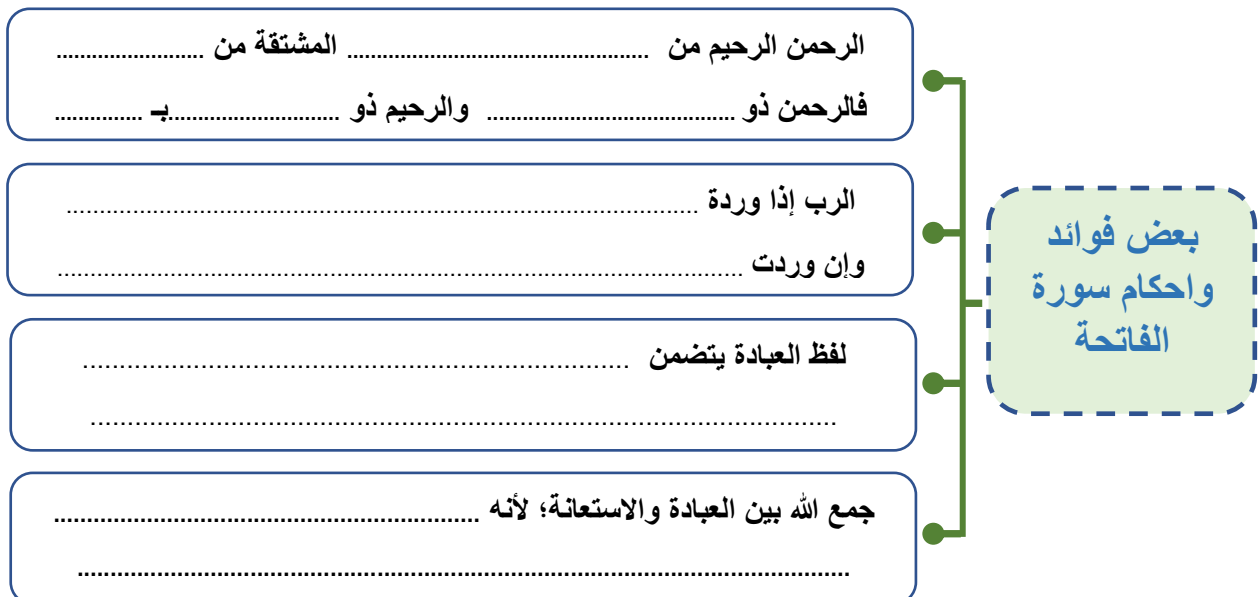 الرحمن الرحيم من ........................ المشتقة من ........................
فالرحمن ذو ........................ والرحيم ذو ........................بـ ................
الرب إذا وردة ........................
وإن وردت ........................
لفظ العبادة يتضمن ........................
........................
جمع الله بين العبادة والاستعانة؛ لأنه ........................
........................
بعض فوائد
واحكام سورة
الفاتحة